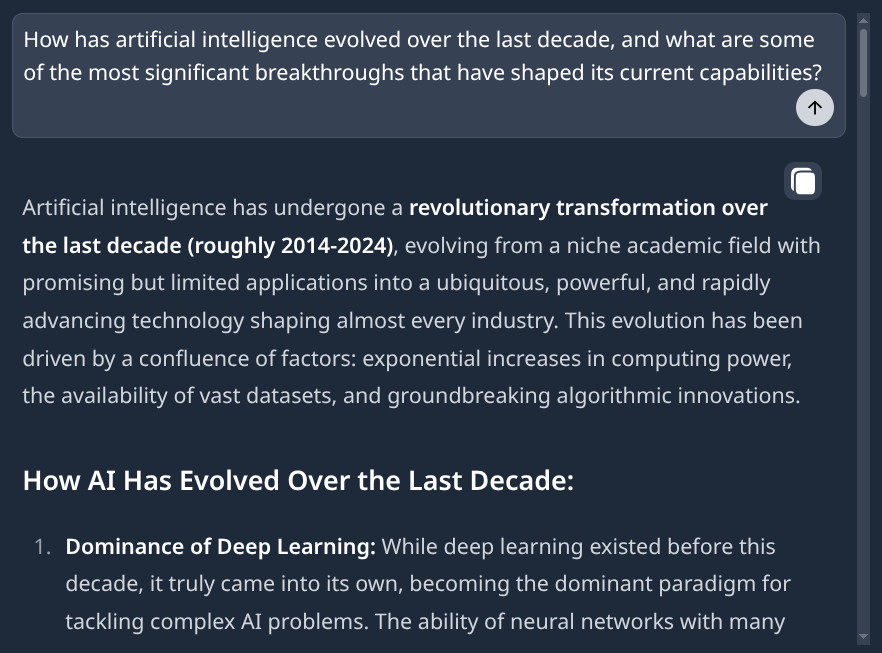 How has artificial intelligence evolved over the last decade, and what are some
of the most significant breakthroughs that have shaped its current capabilities?
Artificial intelligence has undergone a revolutionary transformation over
the last decade (roughly 2014-2024), evolving from a niche academic field with
promising but limited applications into a ubiquitous, powerful, and rapidly
advancing technology shaping almost every industry. This evolution has been
driven by a confluence of factors: exponential increases in computing power,
the availability of vast datasets, and groundbreaking algorithmic innovations.
How AI Has Evolved Over the Last Decade:
1. Dominance of Deep Learning: While deep learning existed before this
decade, it truly came into its own, becoming the dominant paradigm for
tackling complex AI problems. The ability of neural networks with many